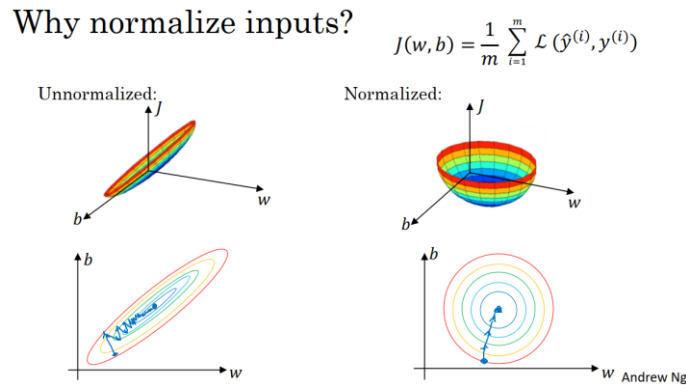 Why normalize inputs?
J(w, b) = 1/m ∑_{i=1}^{m} ℒ (ŷ^{(i)}, y^{(i)})
Unnormalized:
Normalized:
J
J
w
w
b
b
b
b
w
w
Andrew Ng